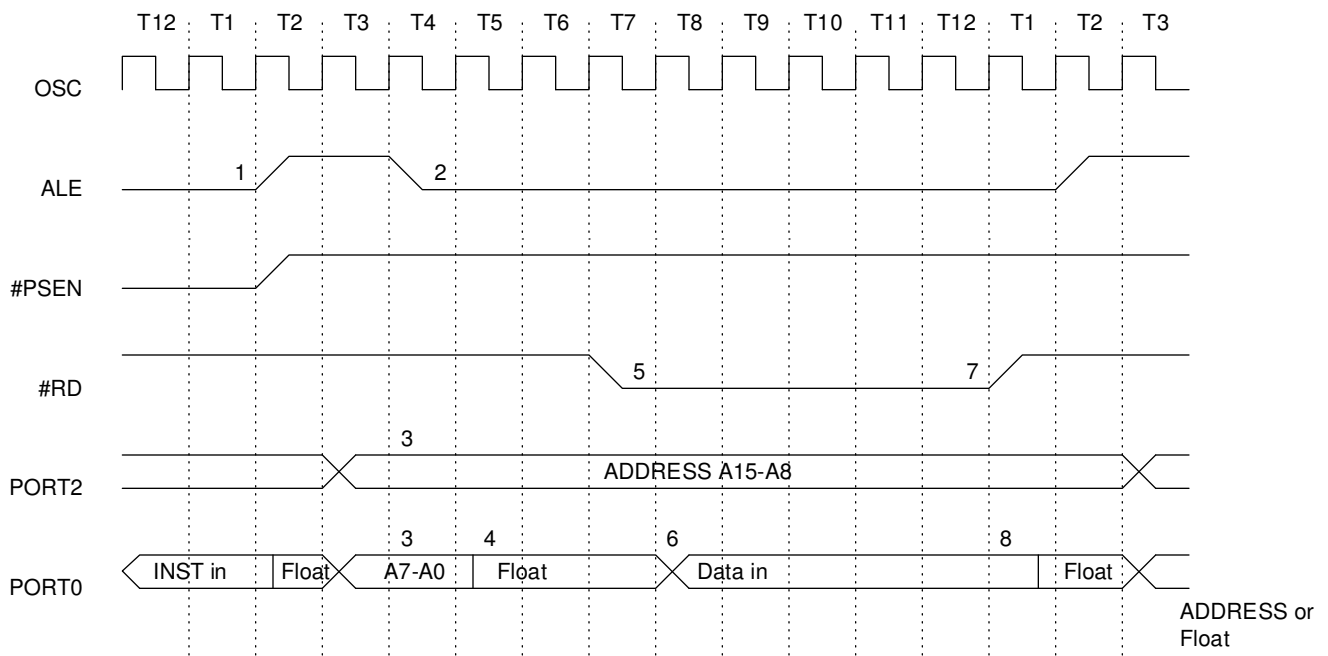 T12 T1 T2 T3 T4 T5 T6 T7 T8 T9 T10 T11 T12 T1 T2 T3
OSC
1 2
ALE
#PSEN
5 7
#RD
3
ADDRESS A15-A8
PORT2
3 4 6 8
INST in Float A7-A0 Float Data in Float
PORT0
ADDRESS or
Float